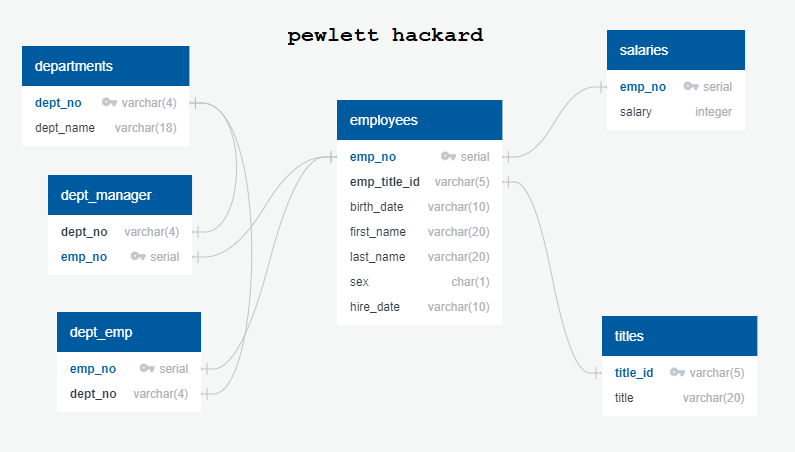 pewlett hackard
departments
dept_no varchar(4)
dept_name varchar(18)
dept_manager
dept_no varchar(4)
emp_no serial
dept_emp
emp_no serial
dept_no varchar(4)
employees
emp_no serial
emp_title_id varchar(5)
birth_date varchar(10)
first_name varchar(20)
last_name varchar(20)
sex char(1)
hire_date varchar(10)
salaries
emp_no serial
salary integer
titles
title_id varchar(5)
title varchar(20)